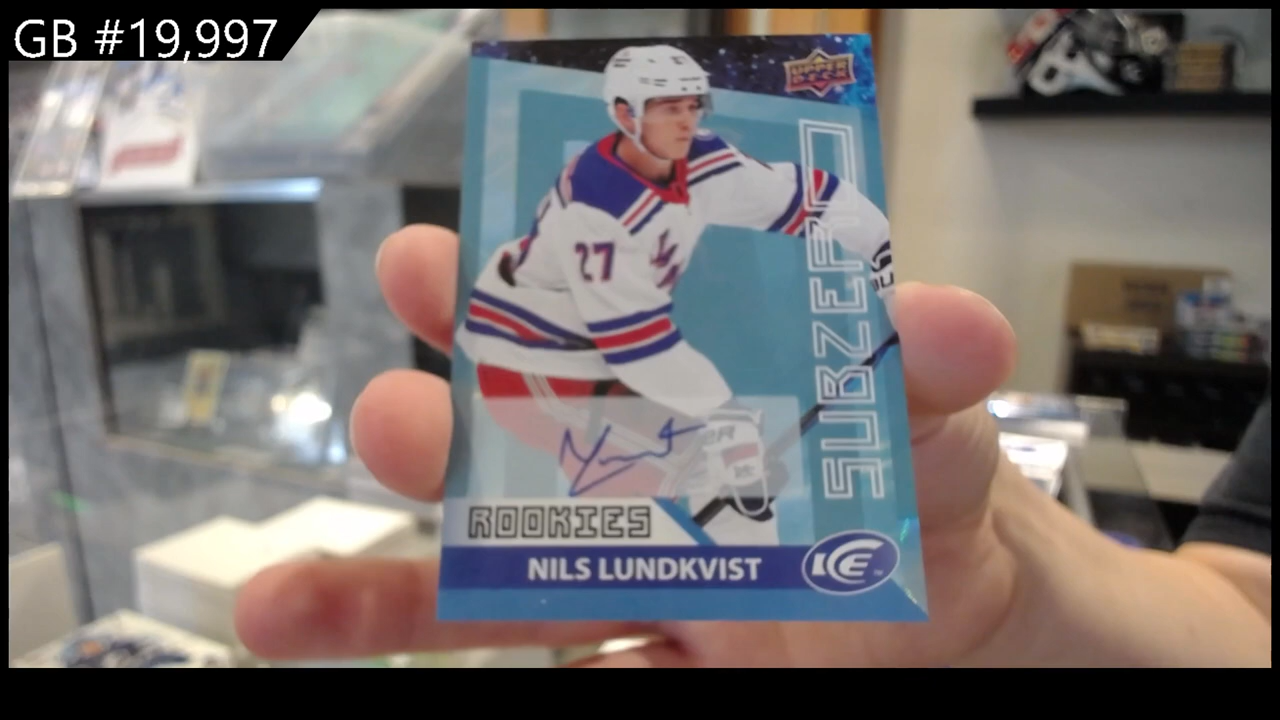 GB #19,997
UPPER DECK
SUBZERO
27
ROOKIES
NILS LUNDKVIST
ICE